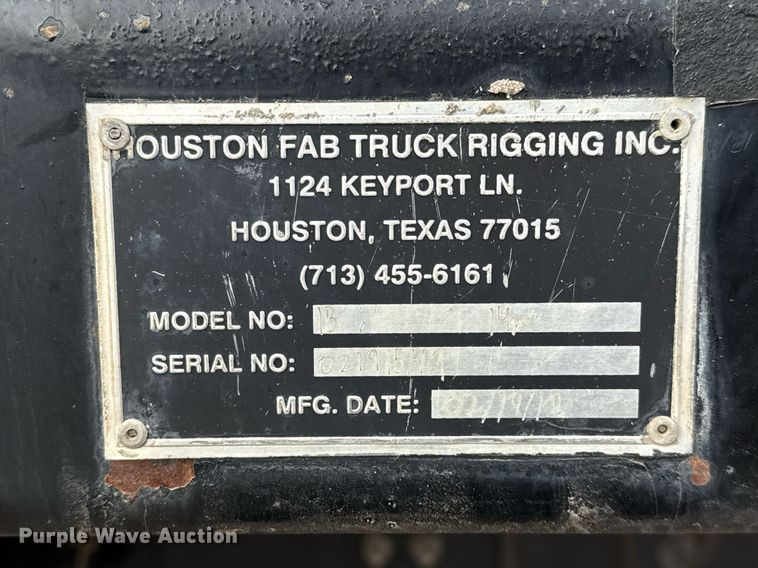 HOUSTON FAB TRUCK RIGGING INC.
1124 KEYPORT LN.
HOUSTON, TEXAS 77015
(713) 455-6161
MODEL NO:
SERIAL NO:
MFG. DATE:
Purple Wave Auction